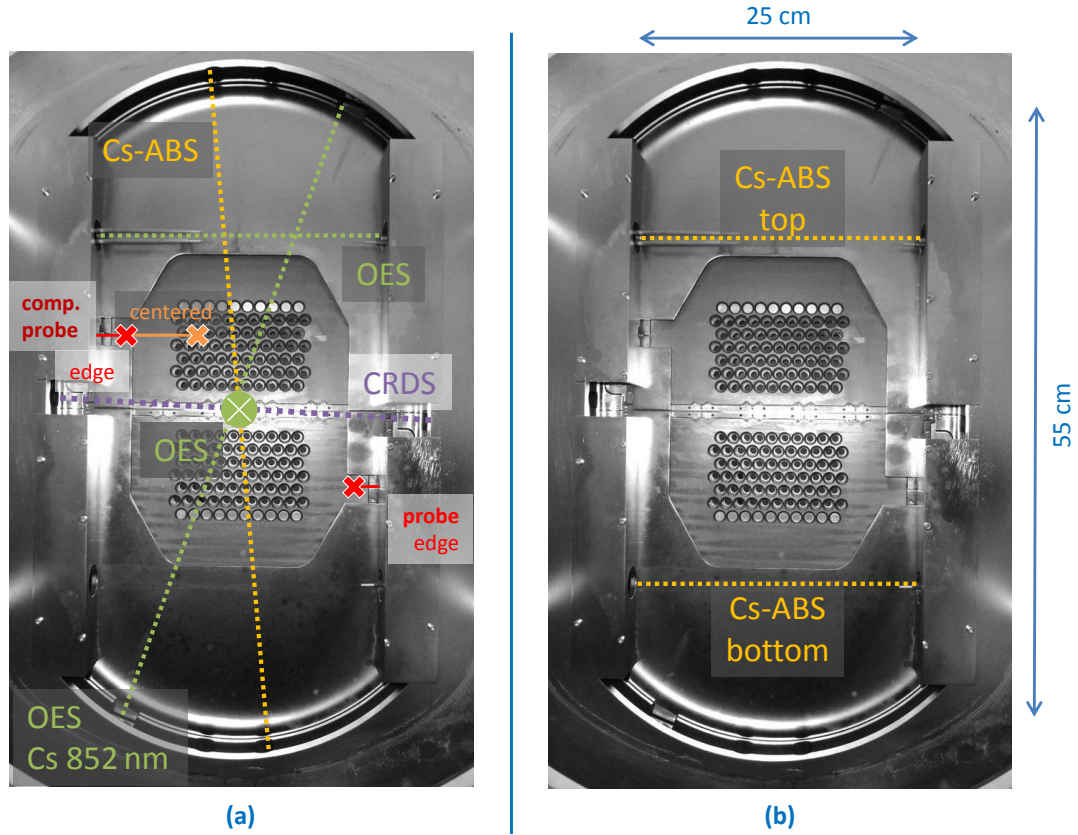 25 cm
Cs-ABS
OES
comp.
probe
centered
edge
CRDS
OES
probe
edge
OES
Cs 852 nm
(a)
Cs-ABS
top
Cs-ABS
bottom
55 cm
(b)